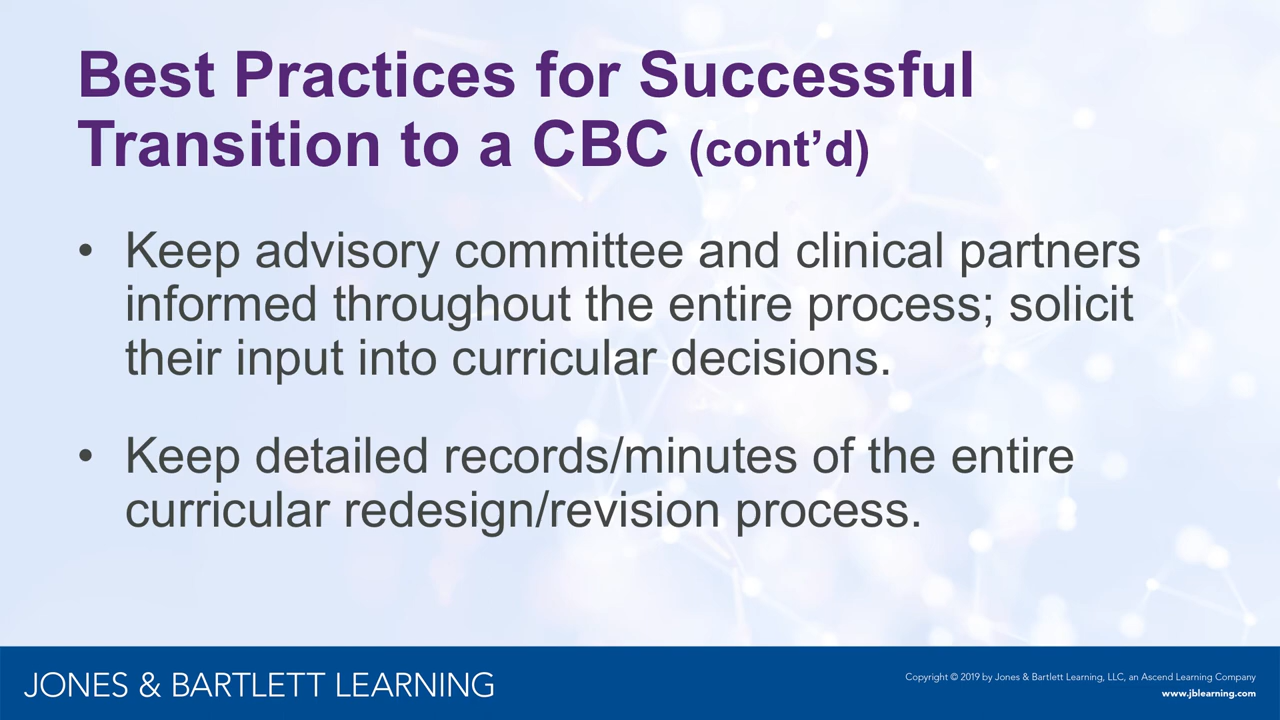 Best Practices for Successful
Transition to a CBC (cont’d)
• Keep advisory committee and clinical partners
informed throughout the entire process; solicit
their input into curricular decisions.
• Keep detailed records/minutes of the entire
curricular redesign/revision process.
JONES & BARTLETT LEARNING
Copyright © 2019 by Jones & Bartlett Learning, LLC, an Ascend Learning Company
www.jblearning.com